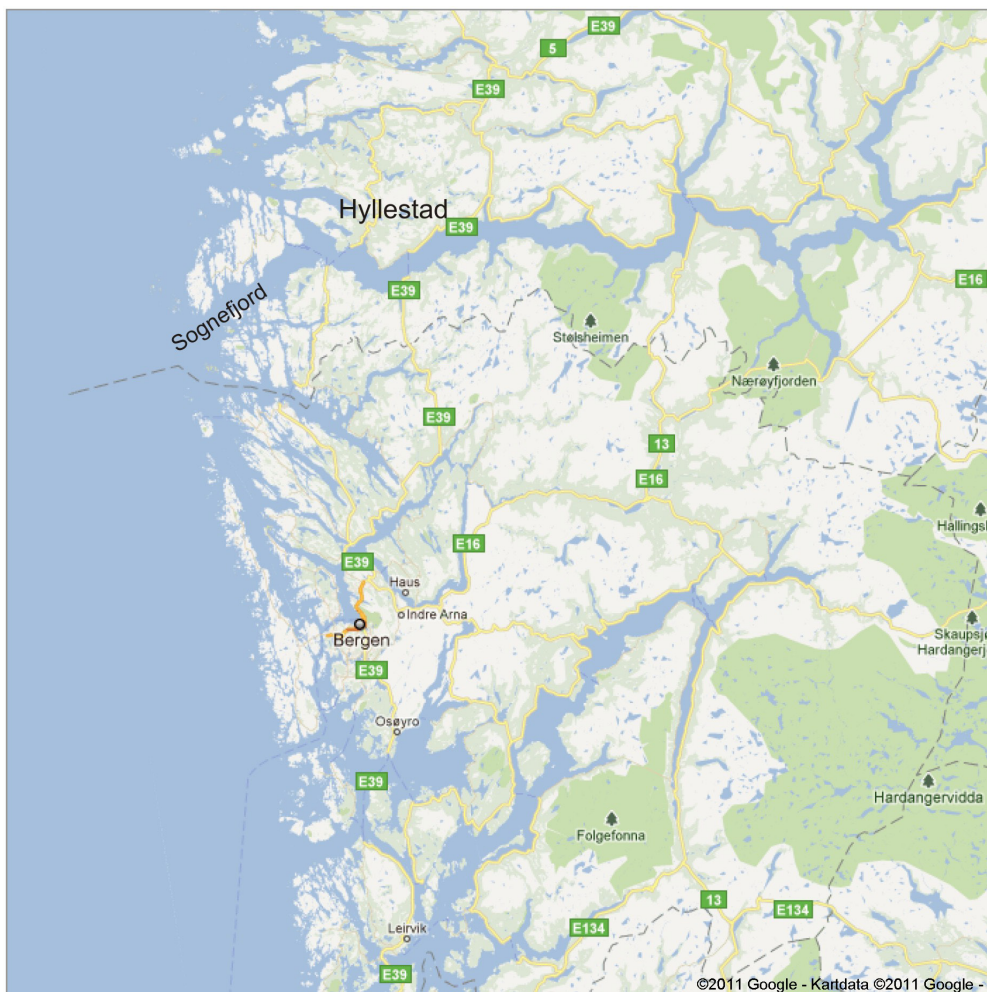 E39
5
E39
Hyllestad
E39
E16
E39
Sognefjord
Stølsheimen
Nærøyfjorden
E39
13
E16
Hallings
E16
E39
Haus
Indre Arna
Bergen
Skaupsjø
Hardangerj
E39
Osøyro
E39
Hardangervidda
Folgefonna
13
E134
E134
Leirvik
E39
©2011 Google - Kartdata ©2011 Google -